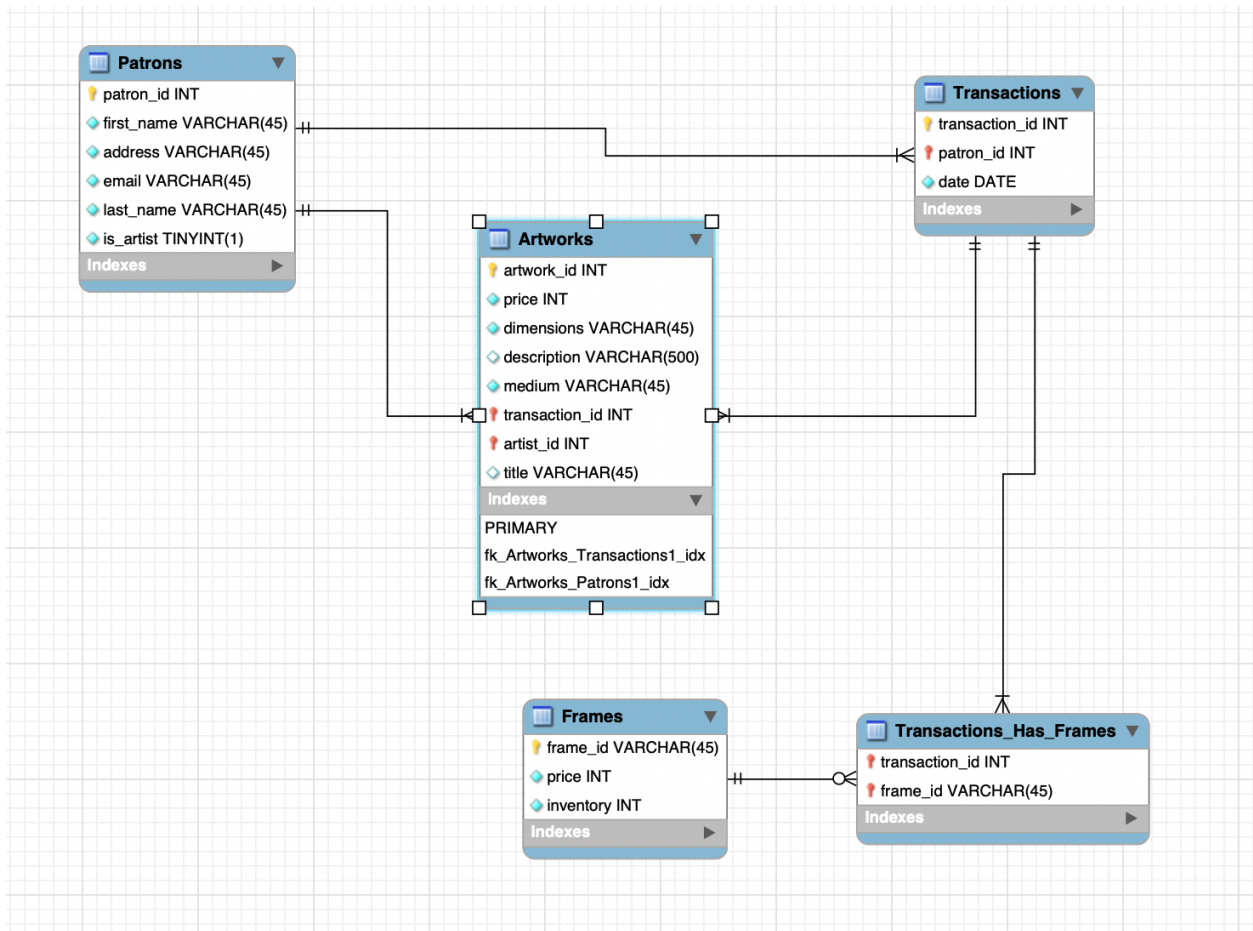 Patrons
patron_id INT
first_name VARCHAR(45)
address VARCHAR(45)
email VARCHAR(45)
last_name VARCHAR(45)
is_artist TINYINT(1)
Indexes
Transactions
transaction_id INT
patron_id INT
date DATE
Indexes
Artworks
artwork_id INT
price INT
dimensions VARCHAR(45)
description VARCHAR(500)
medium VARCHAR(45)
transaction_id INT
artist_id INT
title VARCHAR(45)
Indexes
PRIMARY
fk_Artworks_Transactions1_idx
fk_Artworks_Patrons1_idx
Frames
frame_id VARCHAR(45)
price INT
inventory INT
Indexes
Transactions_Has_Frames
transaction_id INT
frame_id VARCHAR(45)
Indexes